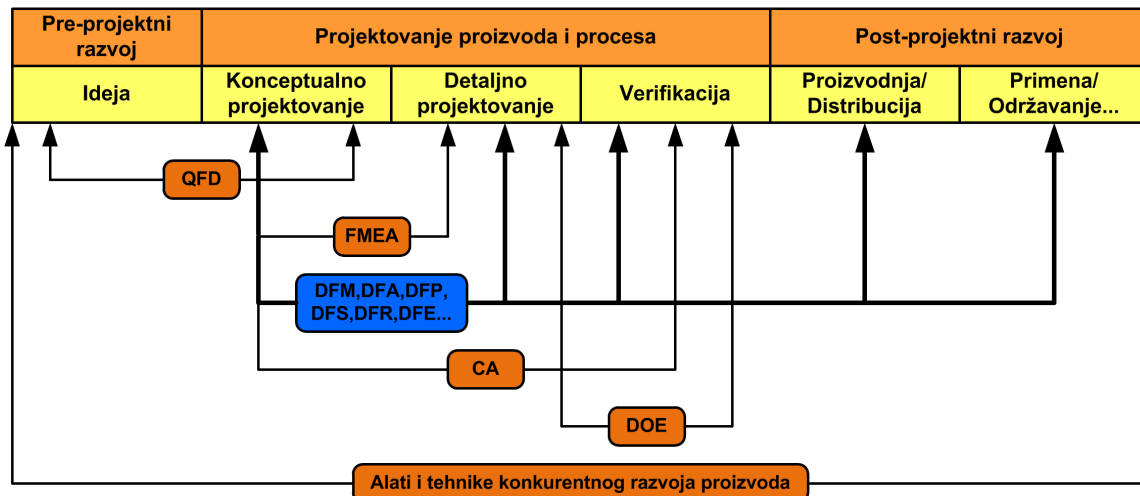 Pre-projektni
razvoj
Projektovanje proizvoda i procesa
Post-projektni razvoj
Ideja
Konceptualno
projektovanje
Detaljno
projektovanje
Verifikacija
Proizvodnja/
Distribucija
Primena/
Održavanje...
QFD
FMEA
DFM,DFA,DFP,
DFS,DFR,DFE...
CA
DOE
Alati i tehnike konkurentnog razvoja proizvoda